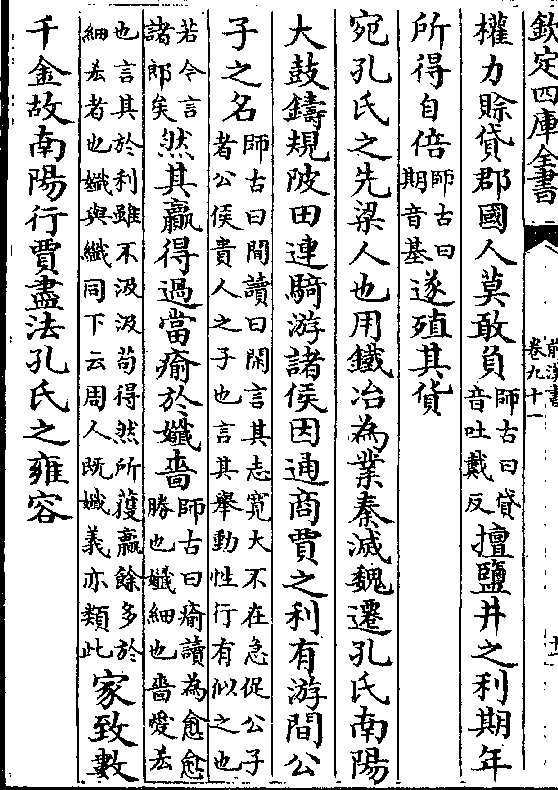 欽定四庫全書
前漢書
卷九十一
權力賒貸郡國人莫敢負師古曰貸音吐戴反擅鹽井之利期年
所得自倍師古曰期音基遂殖其貨
宛孔氏之先梁人也用鐵冶為業秦滅魏遷孔氏南陽
大鼓鑄規陂田連騎游諸侯因通商賈之利有游間公
子之名師古曰間讀曰閑言其志寬大不在急促公子者公侯貴人之子也言其舉動性行有似之也
若今言諸郎矣然其贏得過當瘉於孅嗇師古曰瘉讀為愈愈勝也孅細也嗇愛吝
也言其於利雖不汲汲苟得然所獲贏餘多於細吝者也孅與纖同下云周人既孅義亦類此家致數
千金故南陽行賈盡法孔氏之雍容